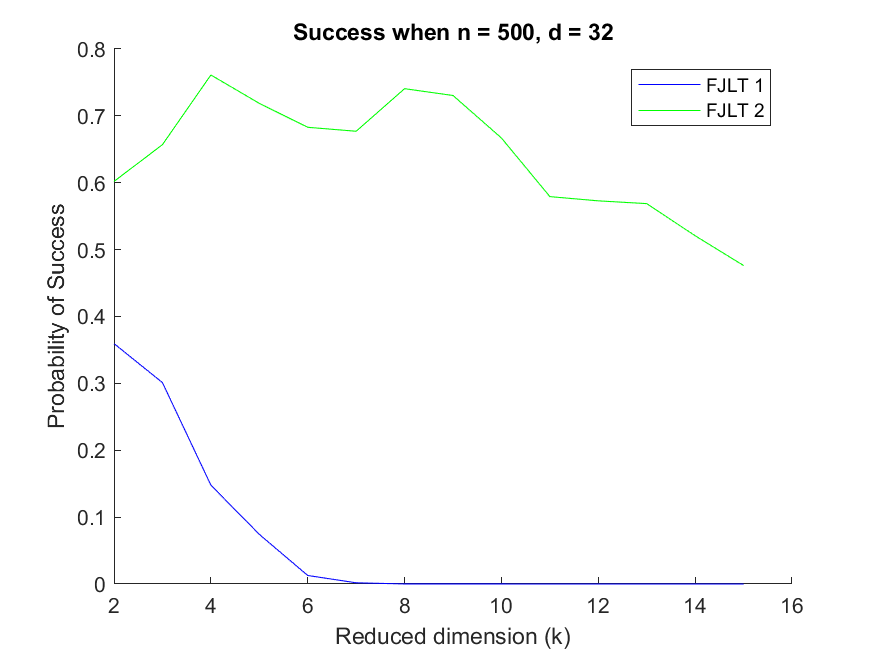 Success when n = 500, d = 32
FJLT 1
FJLT 2
Probability of Success
0.8
0.7
0.6
0.5
0.4
0.3
0.2
0.1
0
2 4 6 8 10 12 14 16
Reduced dimension (k)